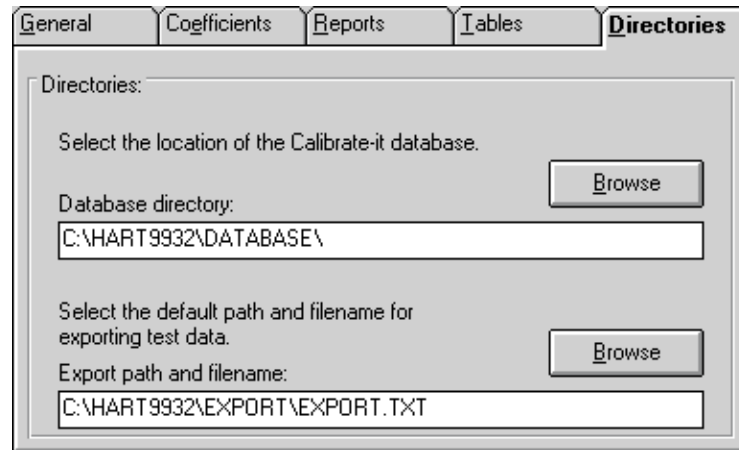 General Coefficients Reports Tables Directories
Directories:
Select the location of the Calibrate-it database.
Browse
Database directory:
C:\HART9932\DATABASE\
Select the default path and filename for
exporting test data.
Browse
Export path and filename:
C:\HART9932\EXPORT\EXPORT.TXT